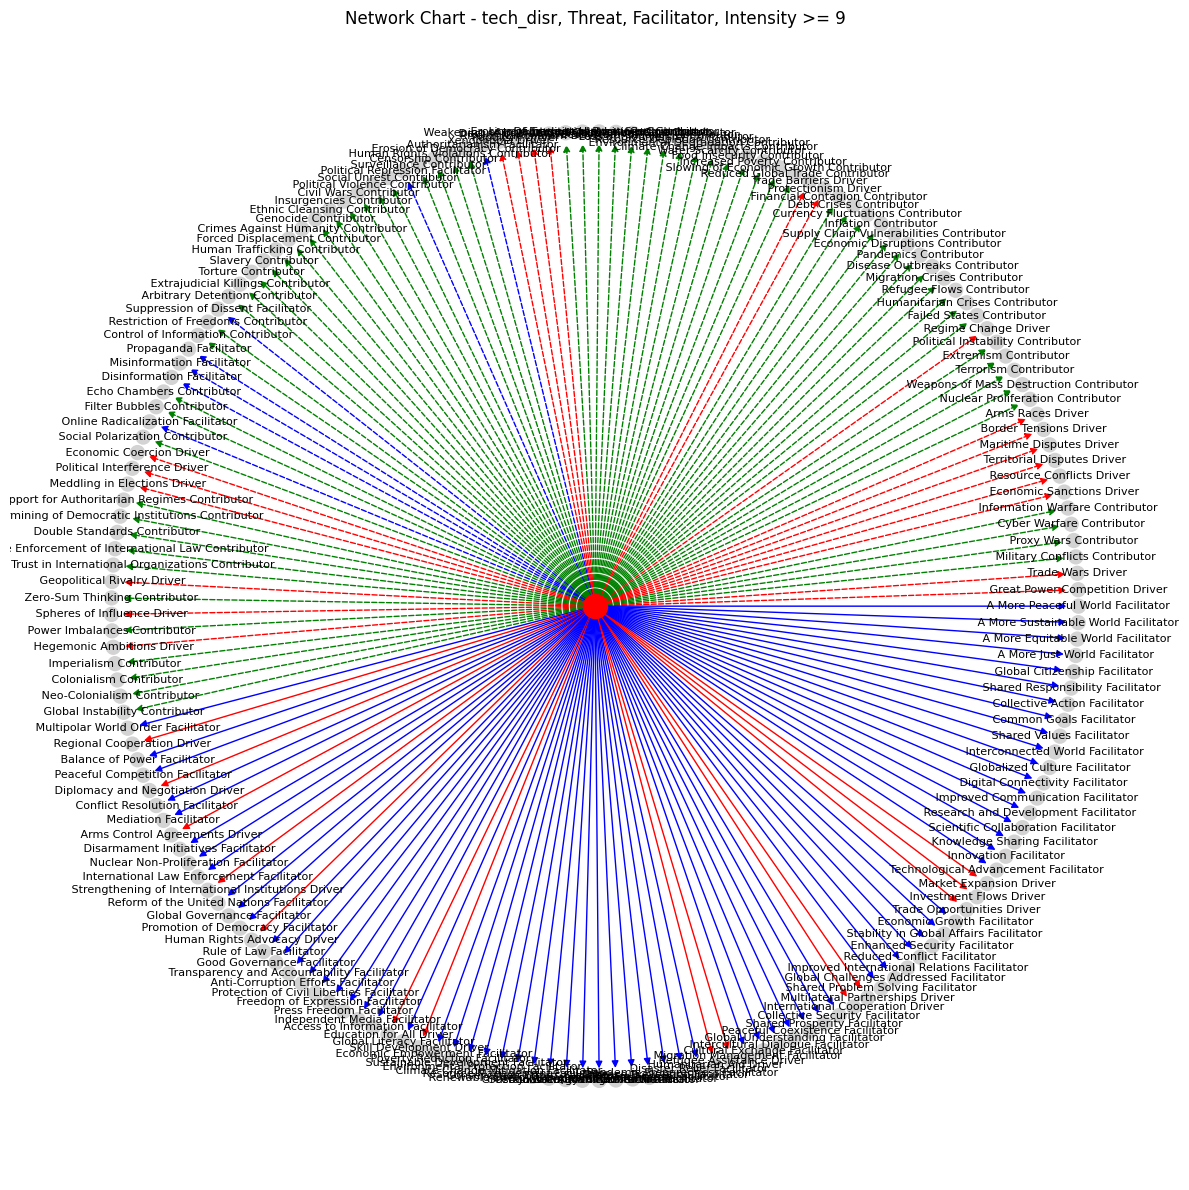 Network Chart - tech_disr, Threat, Facilitator, Intensity >= 9
Authoritarianism Facilitator
Erosion of Democracy Contributor
Human Rights Violations Contributor
Censorship Contributor
Surveillance Contributor
Political Repression Facilitator
Social Unrest Contributor
Political Violence Contributor
Civil Wars Contributor
Insurgencies Contributor
Ethnic Cleansing Contributor
Genocide Contributor
Crimes Against Humanity Contributor
Forced Displacement Contributor
Human Trafficking Contributor
Slavery Contributor
Torture Contributor
Extrajudicial Killings Contributor
Arbitrary Detention Contributor
Suppression of Dissent Facilitator
Restriction of Freedoms Contributor
Control of Information Contributor
Propaganda Facilitator
Misinformation Facilitator
Disinformation Facilitator
Echo Chambers Contributor
Filter Bubbles Contributor
Online Radicalization Facilitator
Social Polarization Contributor
Economic Coercion Driver
Political Interference Driver
Meddling in Elections Driver
pport for Authoritarian Regimes Contributor
mining of Democratic Institutions Contributor
Double Standards Contributor
Enforcement of International Law Contributor
Trust in International Organizations Contributor
Geopolitical Rivalry Driver
Zero-Sum Thinking Contributor
Spheres of Influence Driver
Power Imbalances Contributor
Hegemonic Ambitions Driver
Imperialism Contributor
Colonialism Contributor
Neo-Colonialism Contributor
Global Instability Contributor
Multipolar World Order Facilitator
Regional Cooperation Driver
Balance of Power Facilitator
Peaceful Competition Facilitator
Diplomacy and Negotiation Driver
Conflict Resolution Facilitator
Mediation Facilitator
Arms Control Agreements Driver
Disarmament Initiatives Facilitator
Nuclear Non-Proliferation Facilitator
International Law Enforcement Facilitator
Strengthening of International Institutions Driver
Reform of the United Nations Facilitator
Global Governance Facilitator
Promotion of Democracy Facilitator
Human Rights Advocacy Driver
Rule of Law Facilitator
Good Governance Facilitator
Transparency and Accountability Facilitator
Anti-Corruption Efforts Facilitator
Protection of Civil Liberties Facilitator
Freedom of Expression Facilitator
Press Freedom Facilitator
Independent Media Facilitator
Access to Information Facilitator
Education for All Driver
Global Literacy Facilitator
Skill Development Driver
Economic Empowerment Facilitator
Poverty Reduction Facilitator
Sustainable Development Facilitator
Environmental Protection Facilitator
Food Insecurity Contributor
Increased Poverty Contributor
Slowing of Economic Growth Contributor
Reduced Global Trade Contributor
Trade Barriers Driver
Protectionism Driver
Financial Contagion Contributor
Debt Crises Contributor
Currency Fluctuations Contributor
Inflation Contributor
Supply Chain Vulnerabilities Contributor
Economic Disruptions Contributor
Pandemics Contributor
Disease Outbreaks Contributor
Migration Crises Contributor
Refugee Flows Contributor
Humanitarian Crises Contributor
Failed States Contributor
Regime Change Driver
Political Instability Contributor
Extremism Contributor
Terrorism Contributor
Weapons of Mass Destruction Contributor
Nuclear Proliferation Contributor
Arms Races Driver
Border Tensions Driver
Maritime Disputes Driver
Territorial Disputes Driver
Resource Conflicts Driver
Economic Sanctions Driver
Information Warfare Contributor
Cyber Warfare Contributor
Proxy Wars Contributor
Military Conflicts Contributor
Trade Wars Driver
Great Power Competition Driver
A More Peaceful World Facilitator
A More Sustainable World Facilitator
A More Equitable World Facilitator
A More Just World Facilitator
Global Citizenship Facilitator
Shared Responsibility Facilitator
Collective Action Facilitator
Common Goals Facilitator
Shared Values Facilitator
Interconnected World Facilitator
Globalized Culture Facilitator
Digital Connectivity Facilitator
Improved Communication Facilitator
Research and Development Facilitator
Scientific Collaboration Facilitator
Knowledge Sharing Facilitator
Innovation Facilitator
Technological Advancement Facilitator
Market Expansion Driver
Investment Flows Driver
Trade Opportunities Driver
Economic Growth Facilitator
Stability in Global Affairs Facilitator
Enhanced Security Facilitator
Reduced Conflict Facilitator
Improved International Relations Facilitator
Global Challenges Addressed Facilitator
Shared Problem Solving Facilitator
Multilateral Partnerships Driver
International Cooperation Driver
Collective Security Facilitator
Shared Prosperity Facilitator
Peaceful Coexistence Facilitator
Global Understanding Facilitator
Intercultural Dialogue Facilitator
Cultural Exchange Facilitator
Migration Management Facilitator
Refugee Assistance Driver